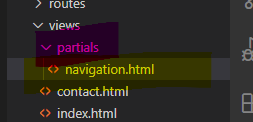 routes
views
partials
navigation.html
contact.html
index.html